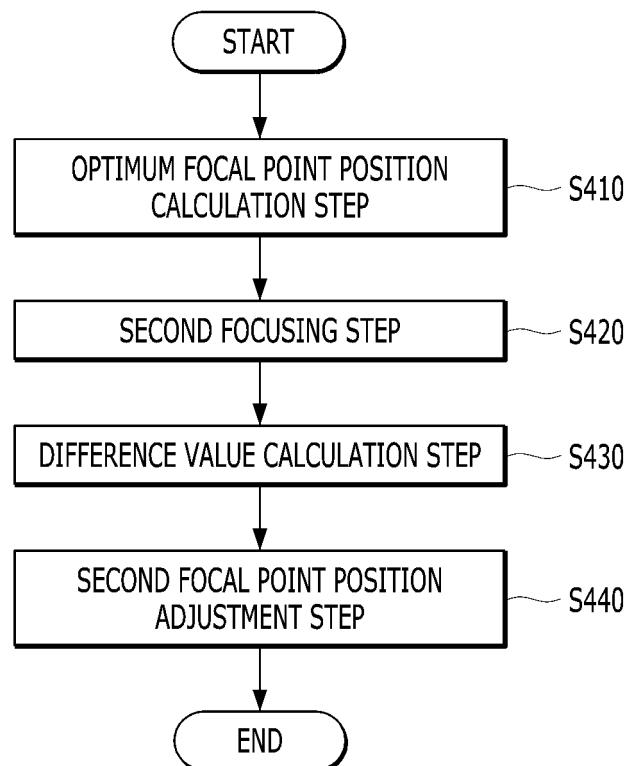 START
OPTIMUM FOCAL POINT POSITION
CALCULATION STEP
S410
SECOND FOCUSING STEP
S420
DIFFERENCE VALUE CALCULATION STEP
S430
SECOND FOCAL POINT POSITION
ADJUSTMENT STEP
S440
END